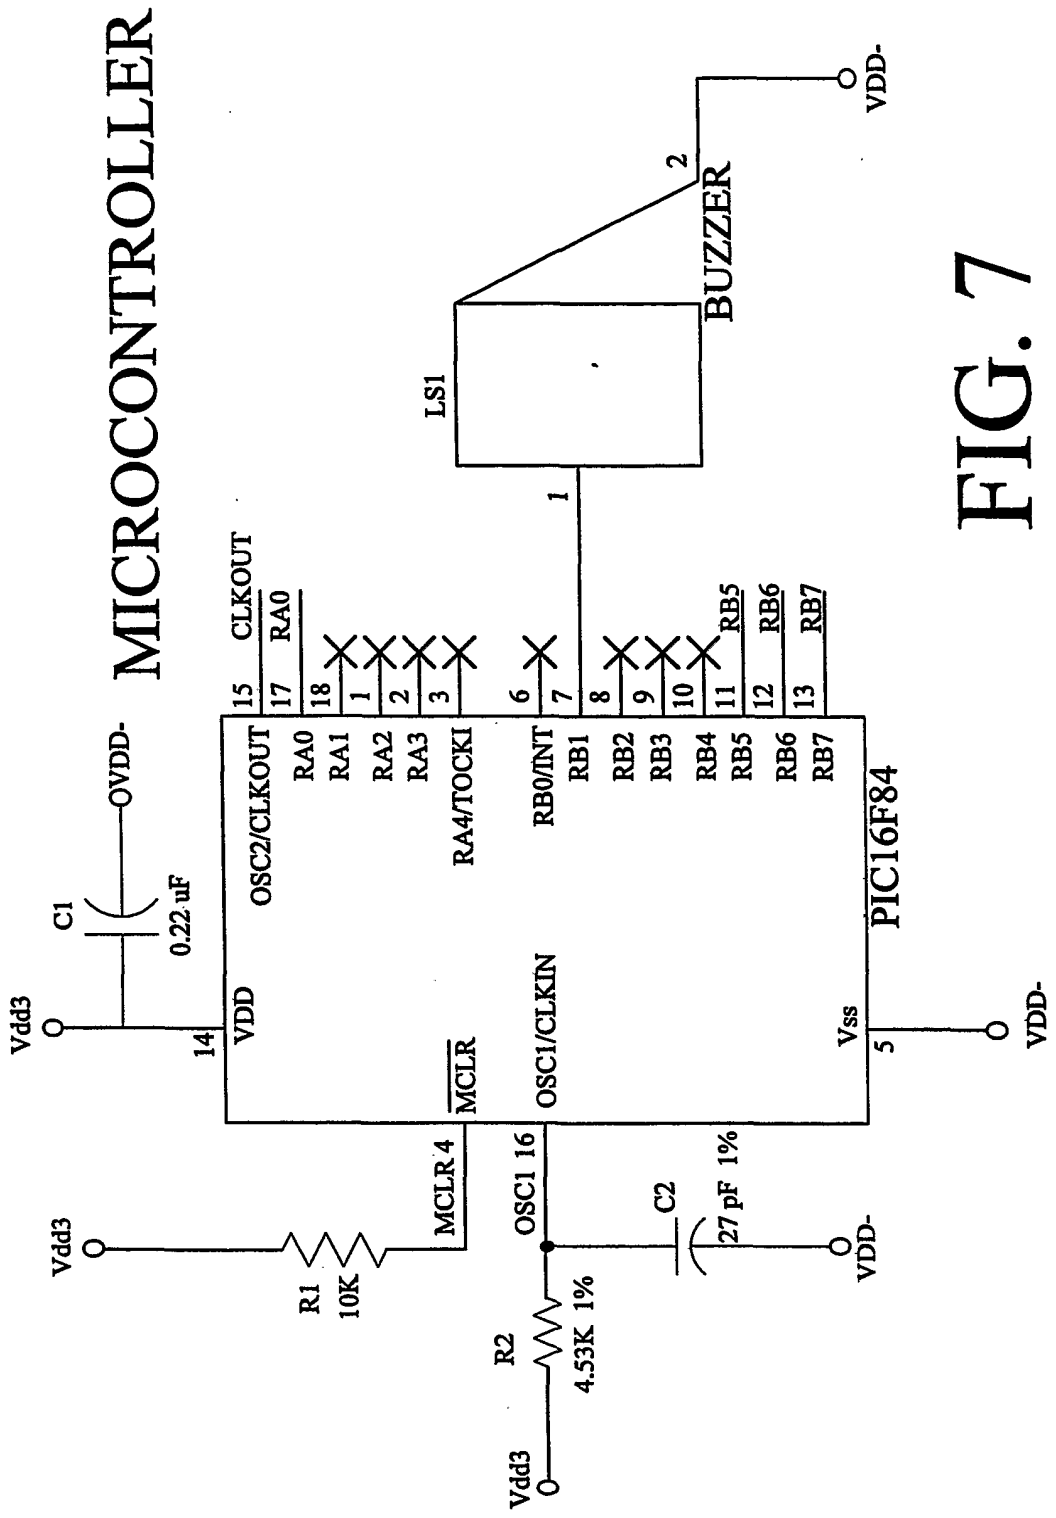 MICROCONTROLLER
Vdd3
C1
0.22 uF
VDD-
14
VDD
Vdd3
R1
10K
MCLR 4
MCLR
Vdd3
R2
4.53K 1%
OSC1 16
OSC1/CLKIN
C2
27 pF 1%
VDD-
Vss
5
VDD-
PIC16F84
OSC2/CLKOUT 15 CLKOUT
RA0 17 RA0
RA1 18
RA2 1
RA3 2
RA4/TOCKI 3
RB0/INT 6
RB1 7
RB2 8
RB3 9
RB4 10
RB5 11 RB5
RB6 12 RB6
RB7 13 RB7
1
LS1
BUZZER
2
VDD-
FIG. 7